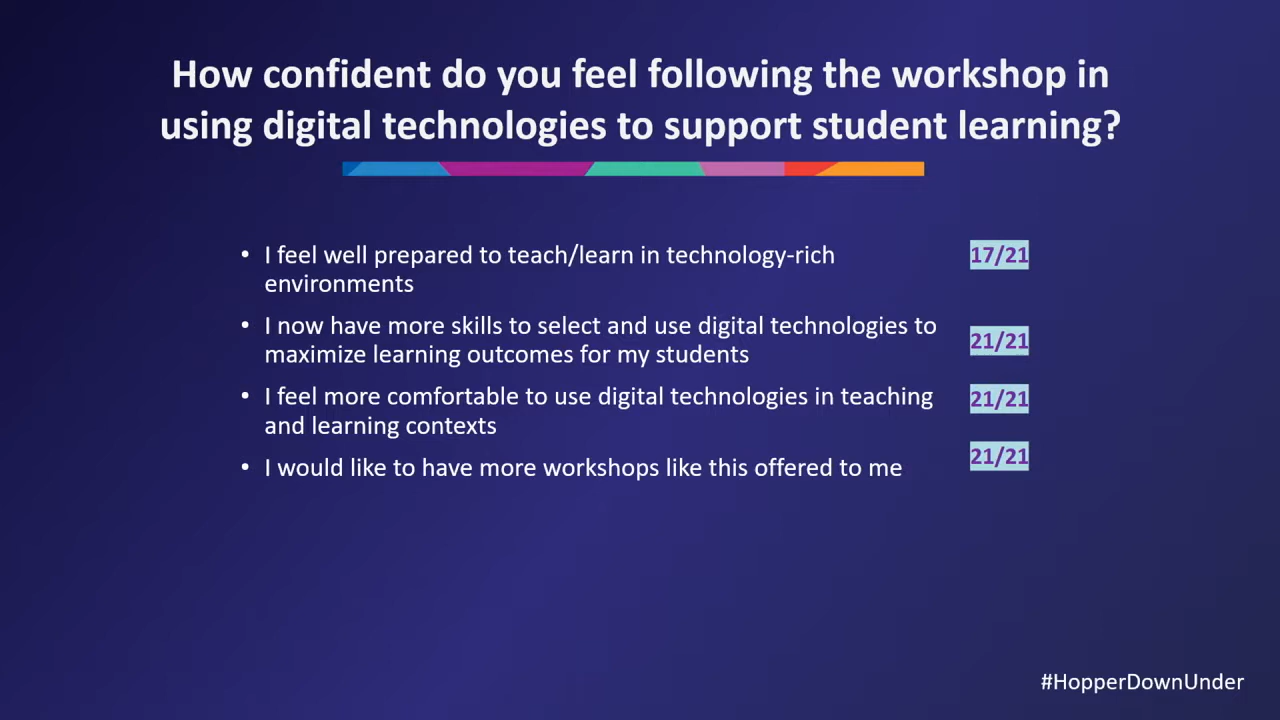 How confident do you feel following the workshop in
using digital technologies to support student learning?
• I feel well prepared to teach/learn in technology-rich
environments
17/21
• I now have more skills to select and use digital technologies to
maximize learning outcomes for my students
21/21
• I feel more comfortable to use digital technologies in teaching
and learning contexts
21/21
• I would like to have more workshops like this offered to me
21/21
#HopperDownUnder